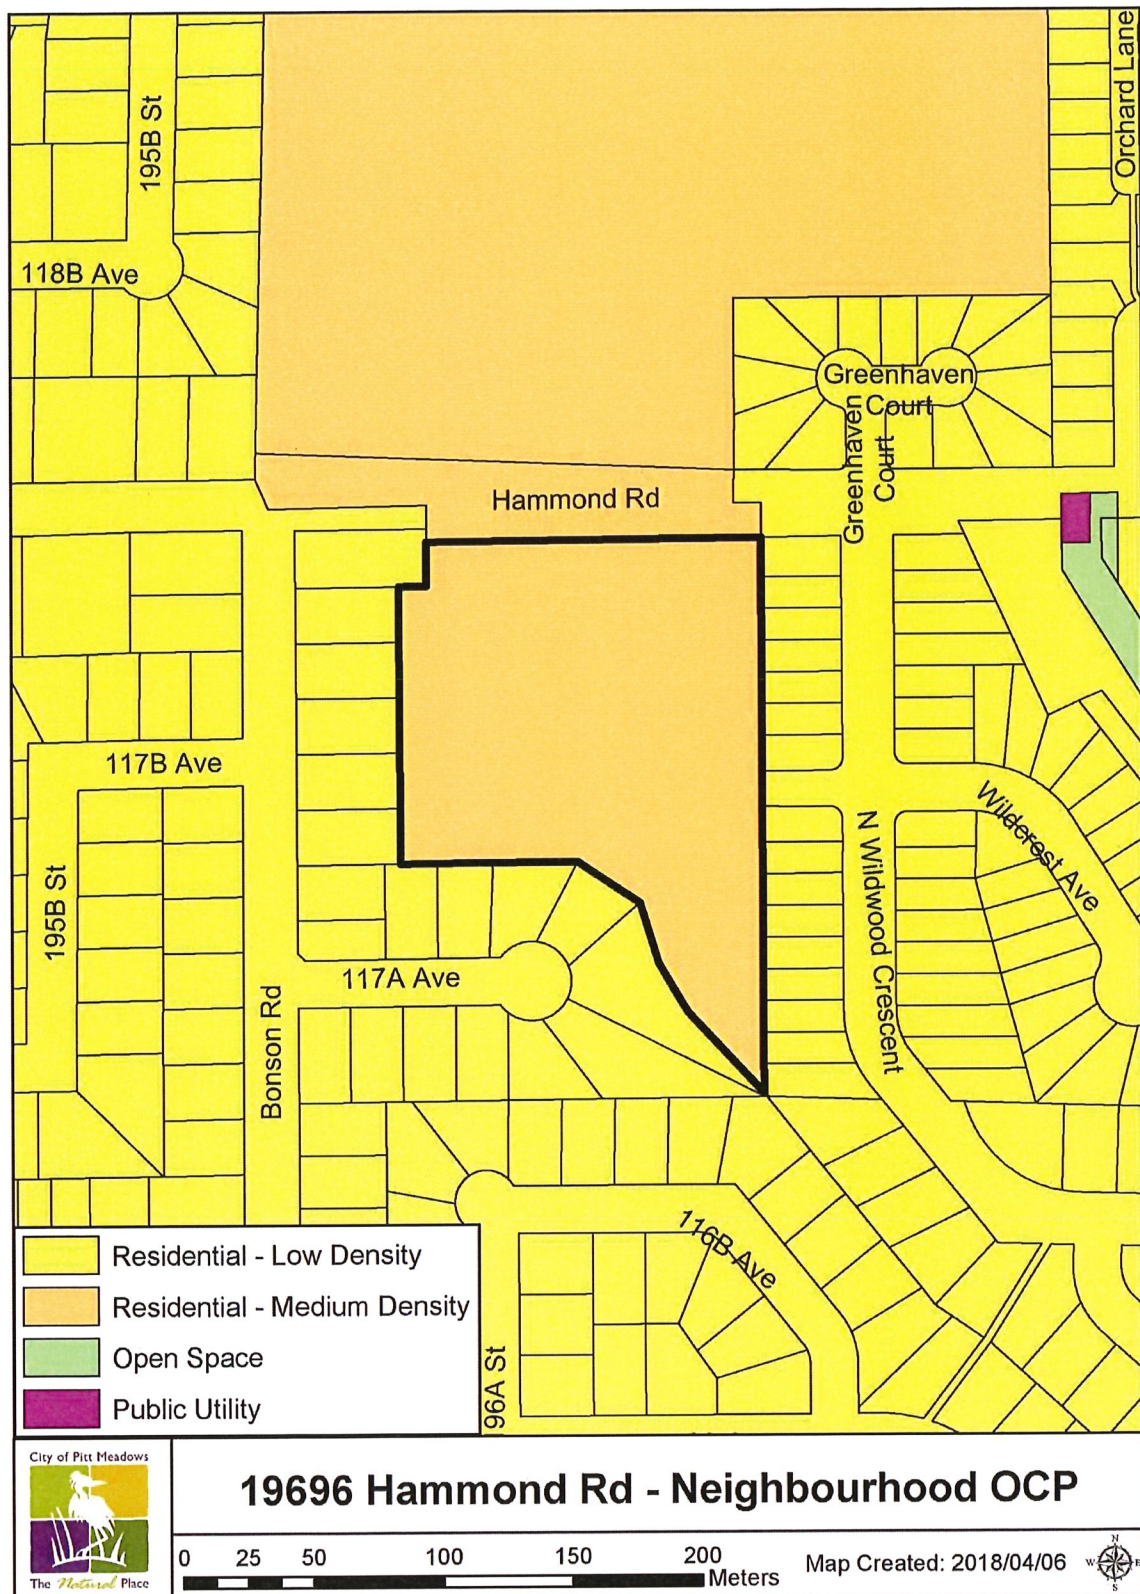 Orchard Lane
195B St
118B Ave
Greenhaven
Court
Greenhaven
Court
Hammond Rd
117B Ave
Wildcrest Ave
N Wildwood Crescent
195B St
117A Ave
Bonson Rd
116B Ave
96A St
Residential - Low Density
Residential - Medium Density
Open Space
Public Utility
City of Pitt Meadows
The Natural Place
19696 Hammond Rd - Neighbourhood OCP
0 25 50 100 150 200
Meters
Map Created: 2018/04/06
N
W E
S